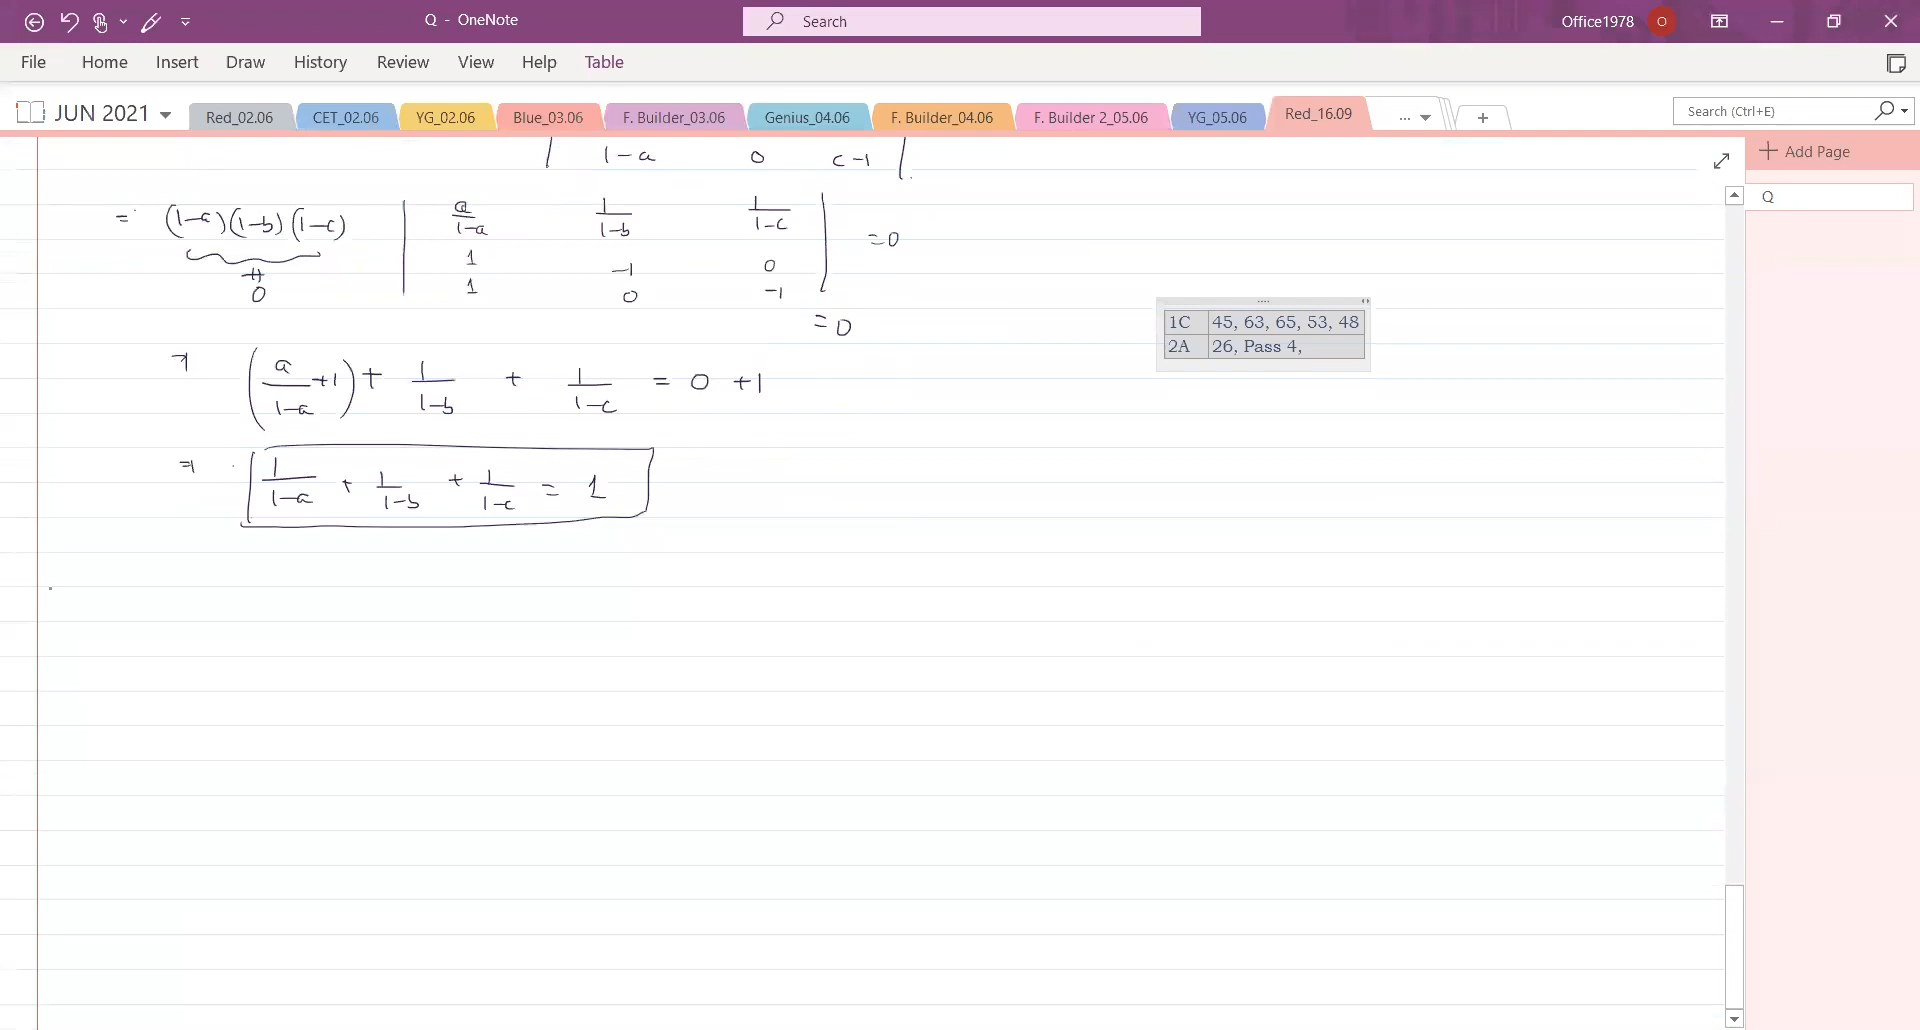 Q - OneNote
Search
Office1978
O
File Home Insert Draw History Review View Help Table
JUN 2021
Red_02.06 CET_02.06 YG_02.06 Blue_03.06 F. Builder_03.06 Genius_04.06 F. Builder_04.06 F. Builder 2_05.06 YG_05.06 Red_16.09 ... +
Search (Ctrl+E)
Add Page
Q
| 1-a 0 c-1 |
= (1-a)(1-b)(1-c) | a/(1-a) 1/(1-b) 1/(1-c) | = 0
≠ 1 -1 0
0 1 0 -1
= 0
⇒ (a/(1-a) + 1) + 1/(1-b) + 1/(1-c) = 0 + 1
⇒ 1/(1-a) + 1/(1-b) + 1/(1-c) = 1
1C 45, 63, 65, 53, 48
2A 26, Pass 4,